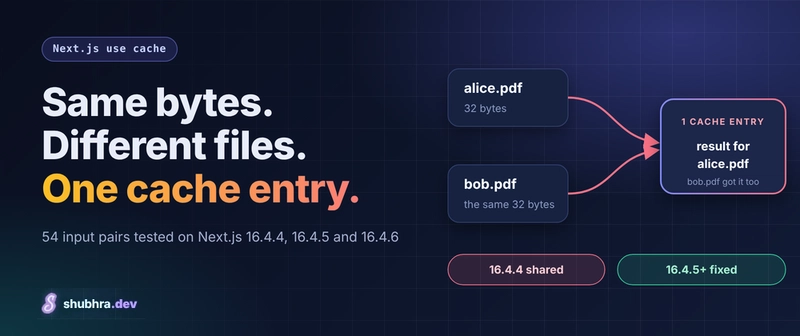 Next.js use cache
Same bytes.
Different files.
One cache entry.
54 input pairs tested on Next.js 16.4.4, 16.4.5 and 16.4.6
shubhra.dev
alice.pdf
32 bytes
bob.pdf
the same 32 bytes
1 CACHE ENTRY
result for
alice.pdf
bob.pdf got it too
16.4.4 shared
16.4.5+ fixed